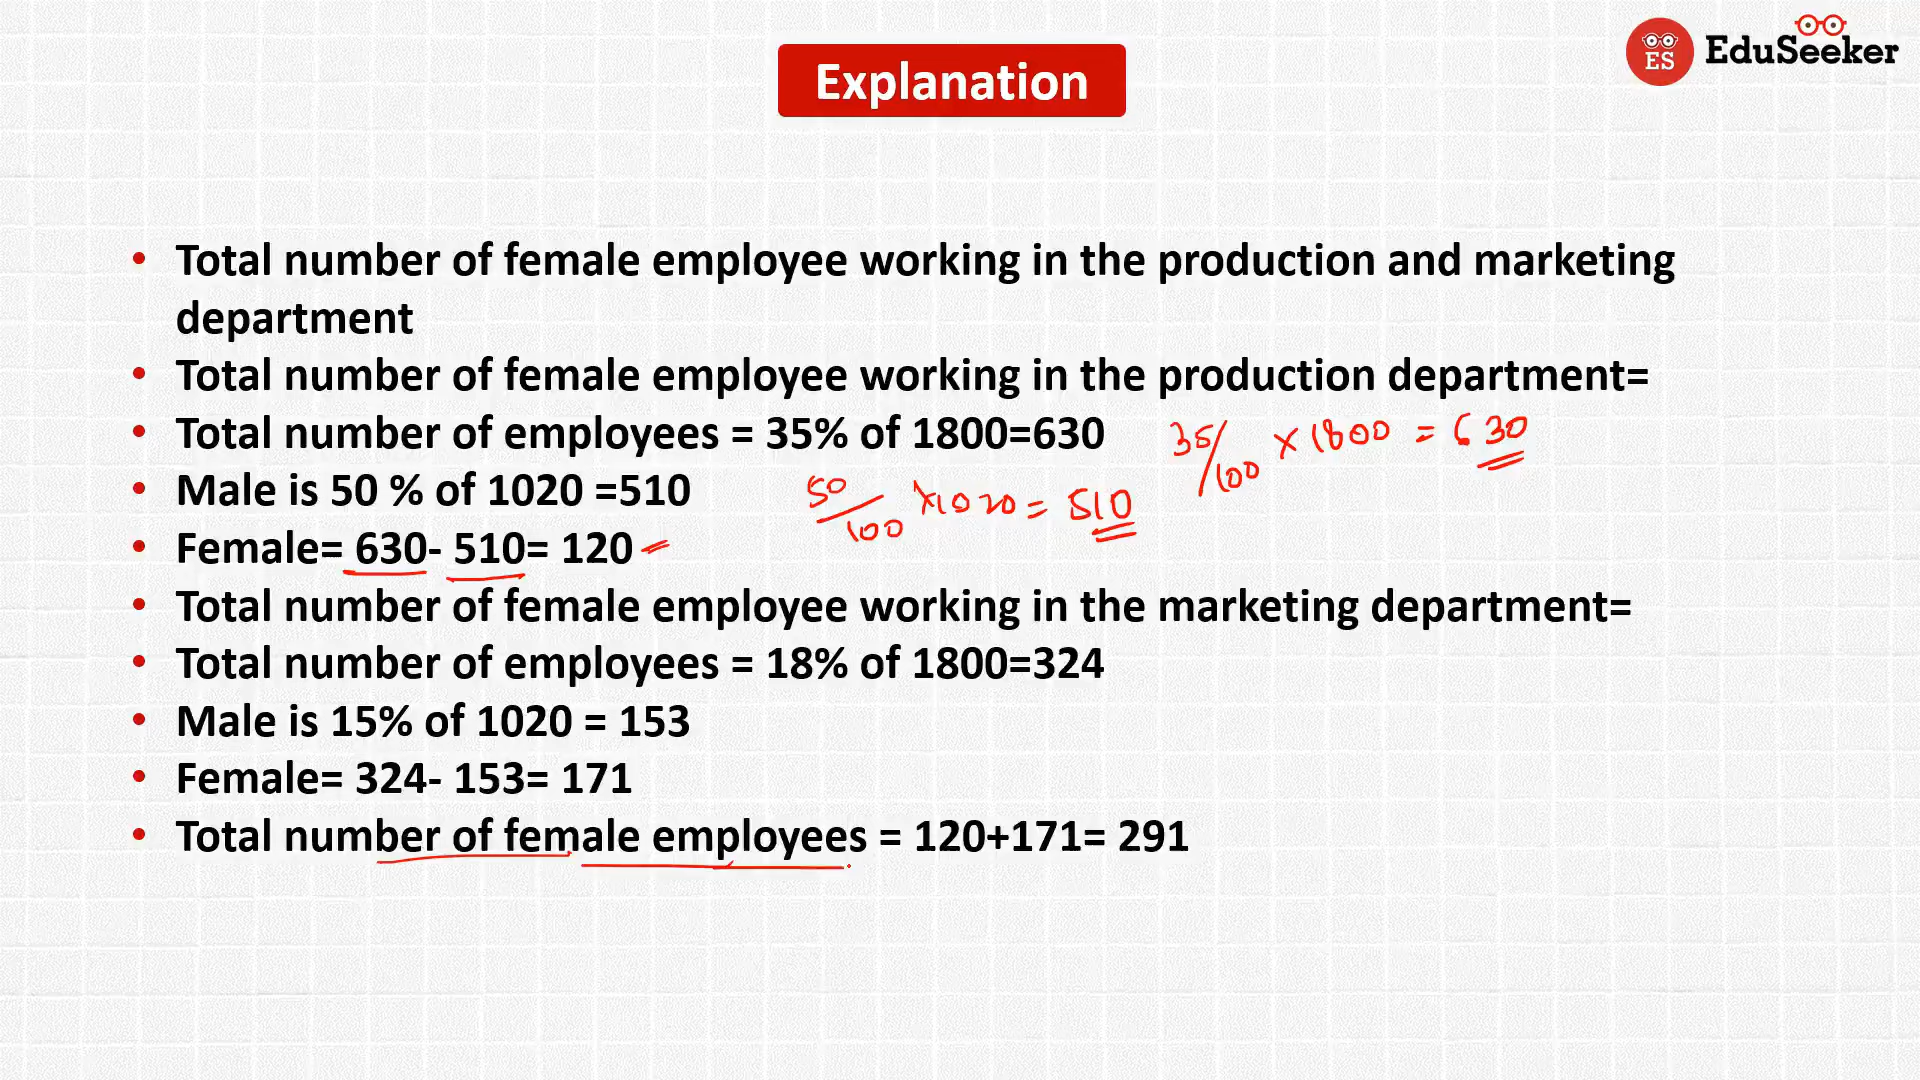 ES EduSeeker
Explanation
• Total number of female employee working in the production and marketing
department
• Total number of female employee working in the production department=
• Total number of employees = 35% of 1800=630 35/100 × 1800 = 630
• Male is 50 % of 1020 =510 50/100 ×1020 = 510
• Female= 630- 510= 120
• Total number of female employee working in the marketing department=
• Total number of employees = 18% of 1800=324
• Male is 15% of 1020 = 153
• Female= 324- 153= 171
• Total number of female employees = 120+171= 291